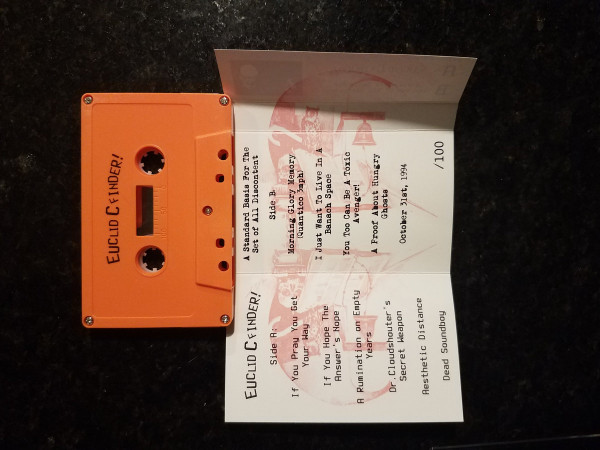 EUCLID C FINDER!
EUCLID C FINDER!
Side A:
If You Pray You Get
Your Way
If You Hope The
Answer's Nope
A Rumination on Empty
Years
Dr. Cloudshouter's
Secret Weapon
Aesthetic Distance
Dead Soundboy
A Standard Basis For The
Set of All Discontent
Side B
Morning Glory Memory
(Quantico Mph)
I Just Want To Live In A
Banach Space
You Too Can Be A Toxic
Avenger!
A Proof About Hungry
Ghosts
October 31st, 1994
/100